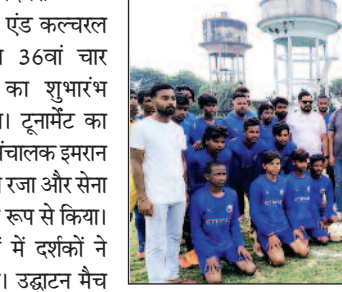 एंड कल्चरल
36वां चार
का शुभारंभ
। टूनामेंट का
संचालक इमरान
रजा और सेना
रूप से किया।
में दर्शकों ने
। उद्घाटन मैच